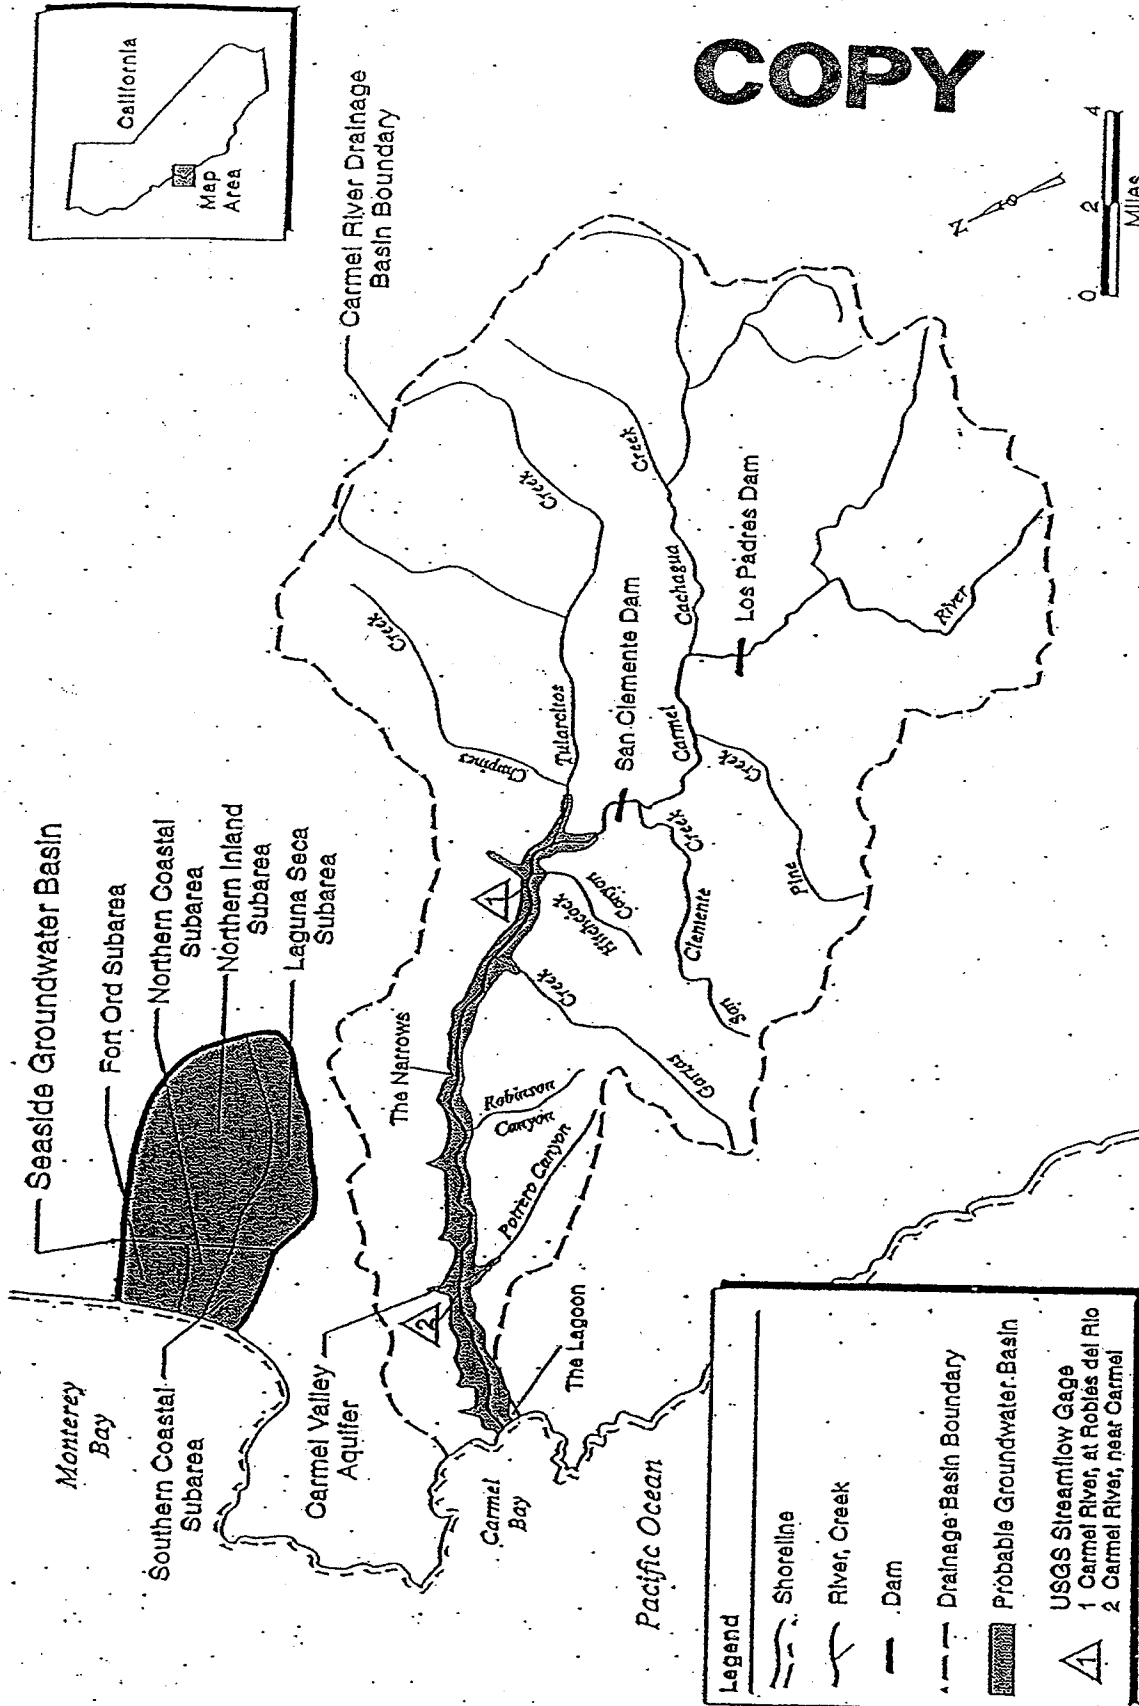 COPY
California
Map
Area
Carmel River Drainage
Basin Boundary
Seaside Groundwater Basin
Fort Ord Subarea
Northern Coastal
Subarea
Northern Inland
Subarea
Laguna Seca
Subarea
Monterey
Bay
Southern Coastal
Subarea
Carmel Valley
Aquifer
The Narrows
Carmel
Bay
Pacific Ocean
The Lagoon
Potrero Canyon
Robinson
Canyon
Garzas
Creek
Hitchcock
Canyon
San
Clemente
Creek
Pine
Creek
Chupines
Creek
Tularcitos
Creek
San Clemente Dam
Carmel
River
Cachagua
Creek
Los Padres Dam
1
2
N
0
2
4
Miles
Legend
Shoreline
River, Creek
Dam
Drainage Basin Boundary
Probable Groundwater Basin
1
USGS Streamflow Gage
1 Carmel River, at Robles del Rio
2 Carmel River, near Carmel